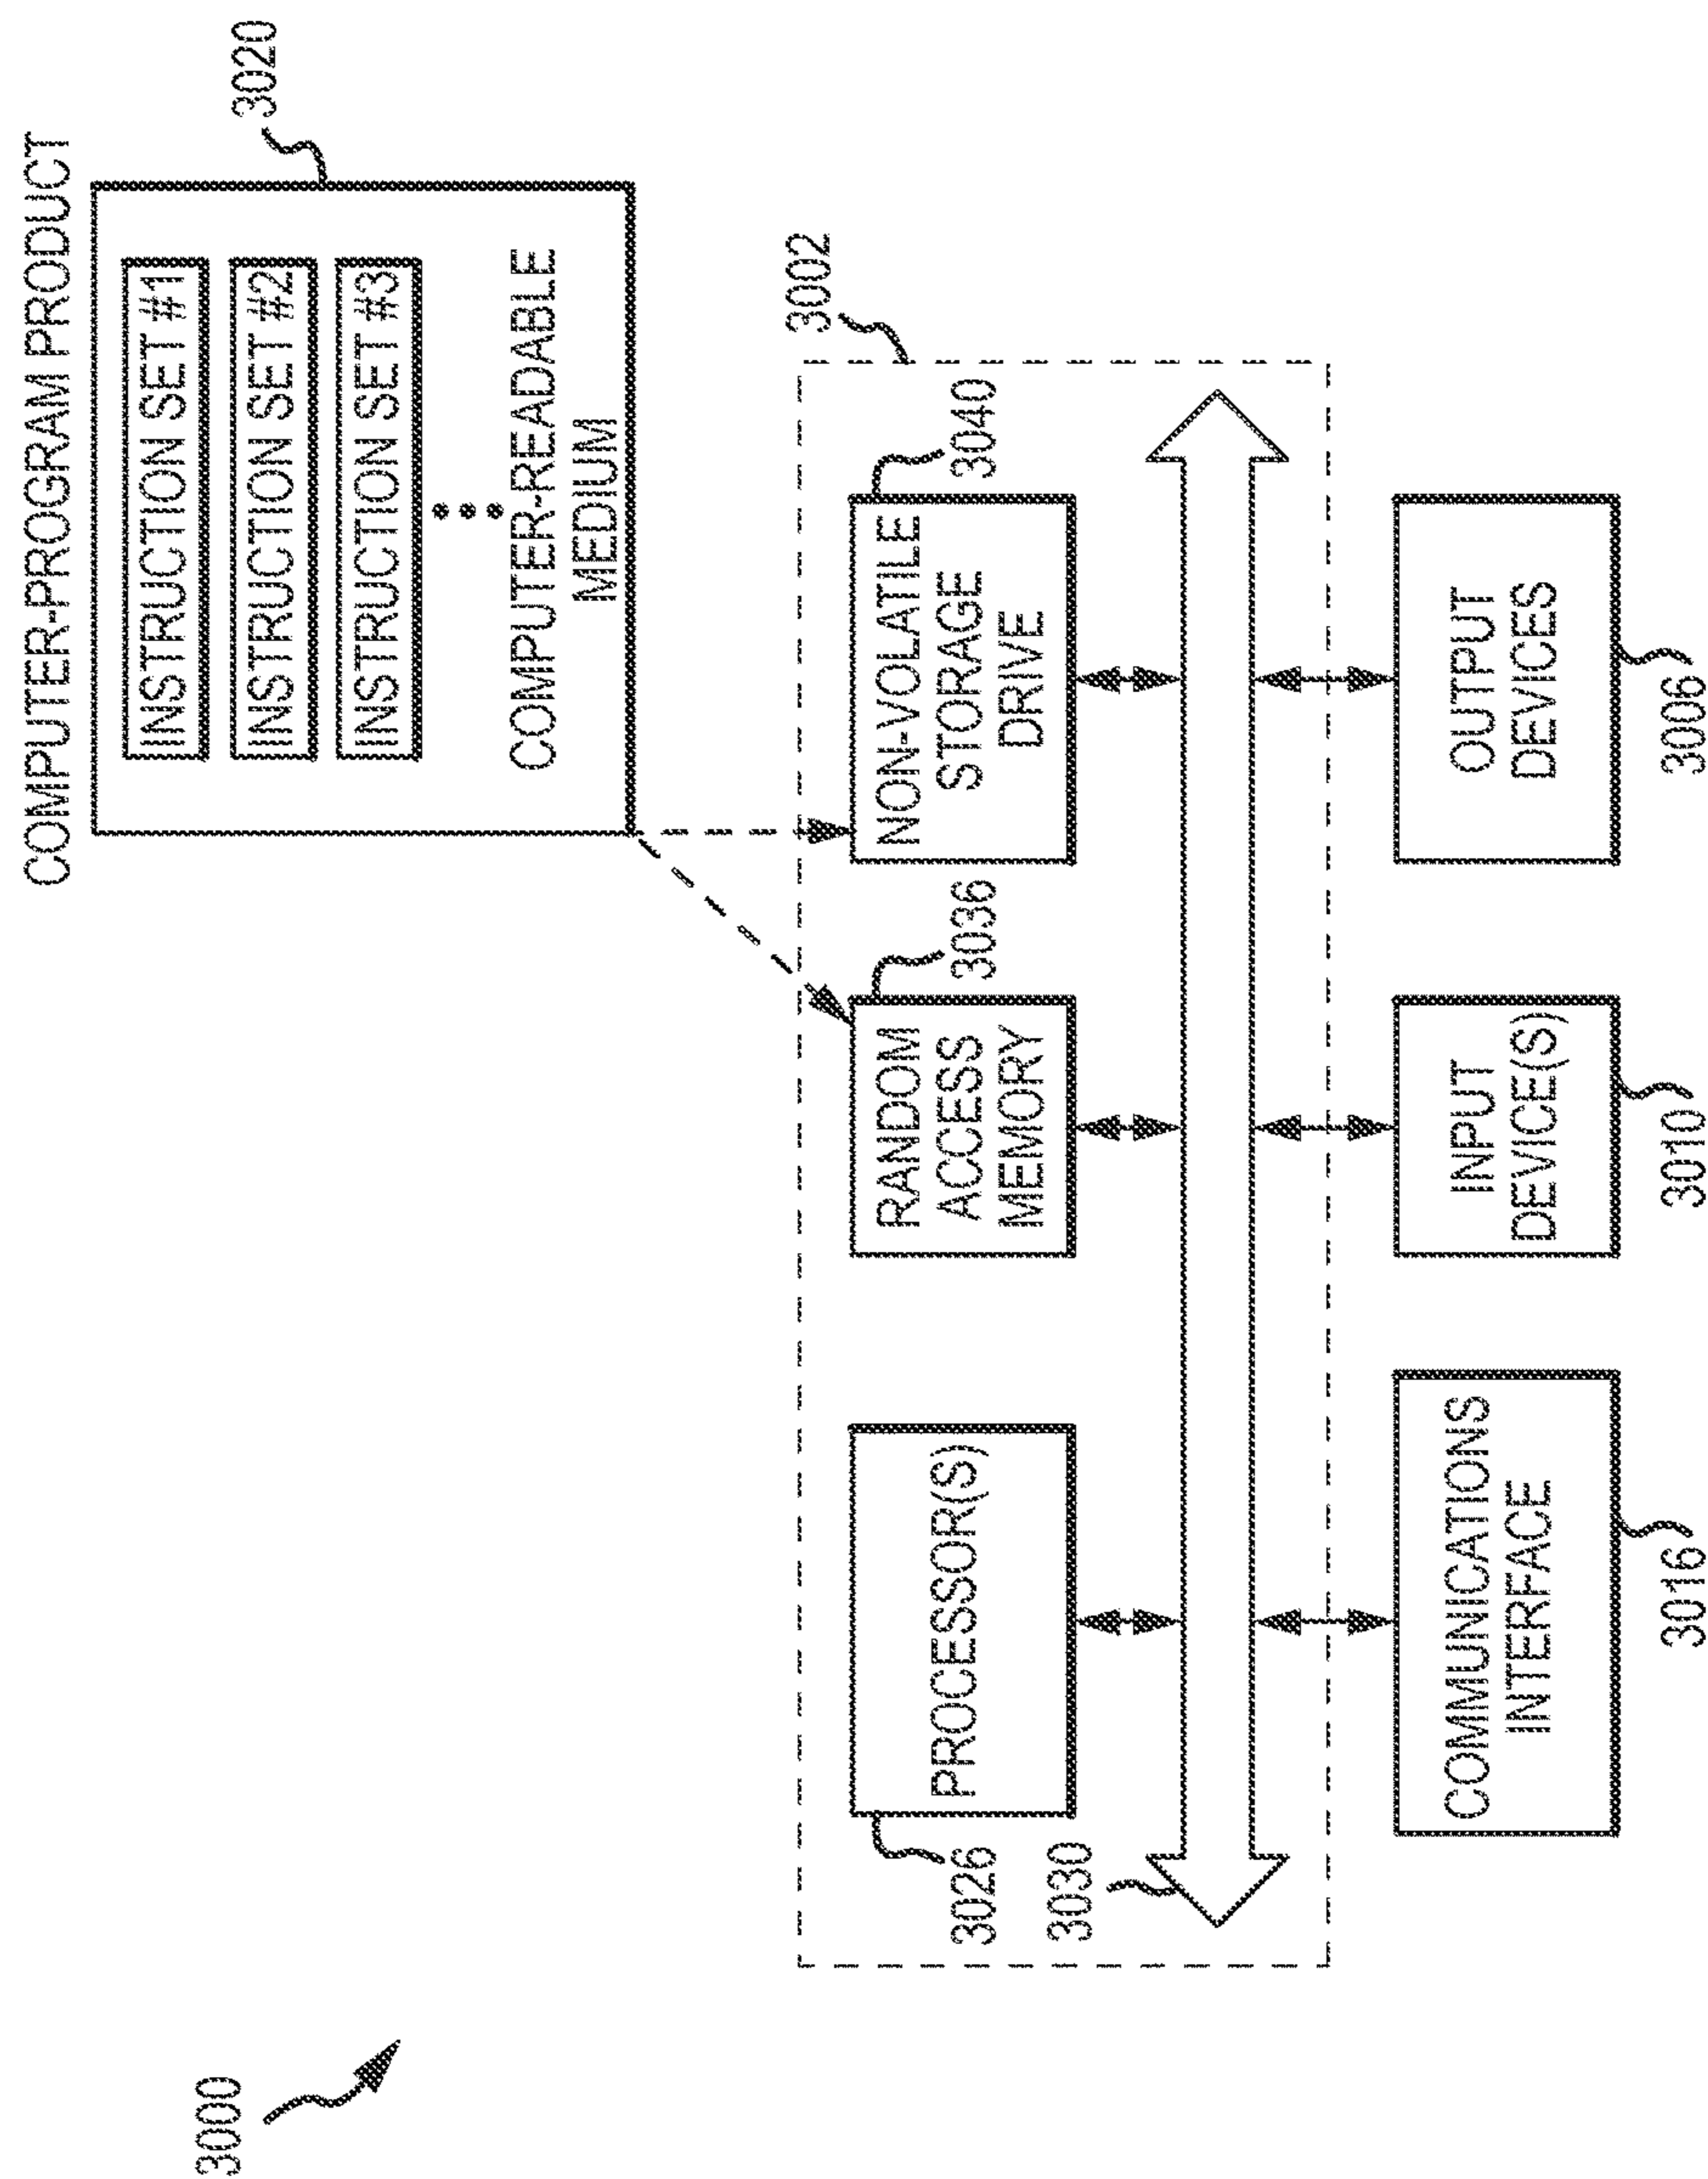 3000
COMPUTER-PROGRAM PRODUCT
INSTRUCTION SET #1
INSTRUCTION SET #2
INSTRUCTION SET #3
COMPUTER-READABLE
MEDIUM
3020
3002
3026
PROCESSOR(S)
RANDOM
ACCESS
MEMORY
3036
NON-VOLATILE
STORAGE
DRIVE
3040
3030
COMMUNICATIONS
INTERFACE
3016
INPUT
DEVICE(S)
3010
OUTPUT
DEVICES
3006